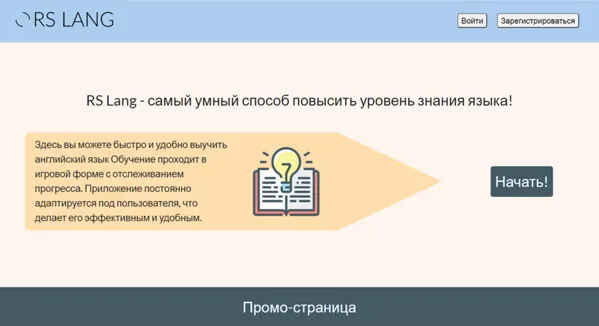 RS LANG
Войти
Зарегистрироваться
RS Lang - самый умный способ повысить уровень знания языка!
Здесь вы можете быстро и удобно выучить
английский язык Обучение проходит в
игровой форме с отслеживанием
прогресса. Приложение постоянно
адаптируется под пользователя, что
делает его эффективным и удобным.
?
Начать!
Промо-страница